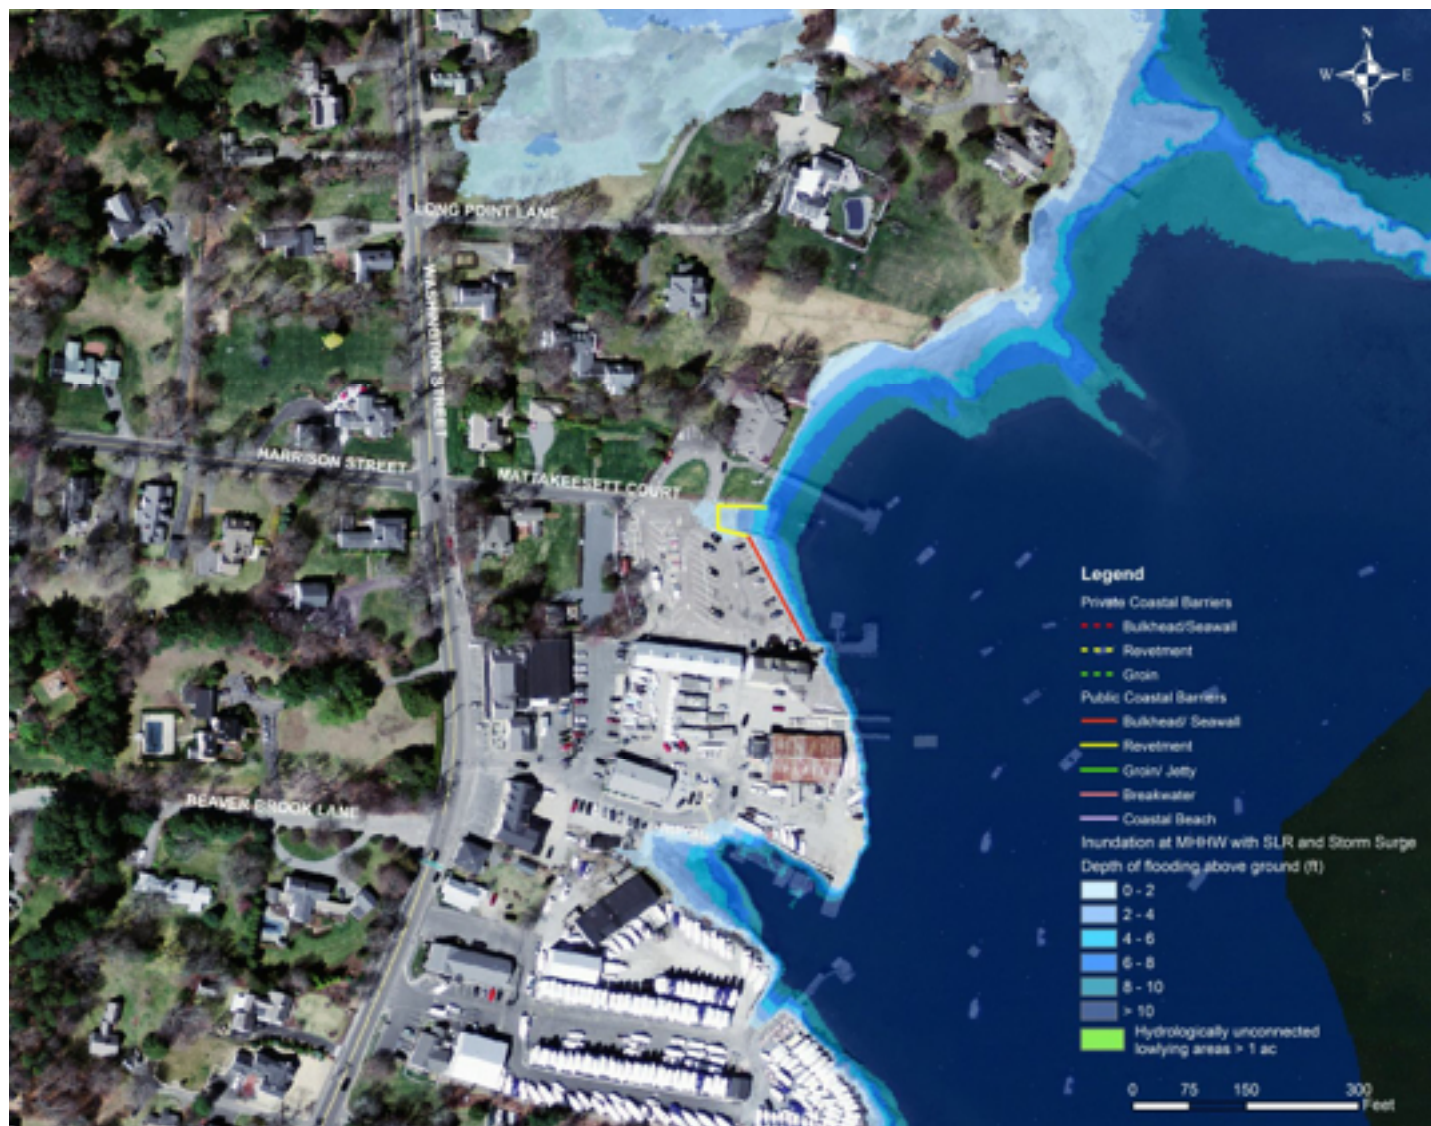 N
W E
S
LONG POINT LANE
WASHINGTON STREET
HARRISON STREET
MATTAKEESETT COURT
BEAVER BROOK LANE
Legend
Private Coastal Barriers
Bulkhead/Seawall
Revetment
Groin
Public Coastal Barriers
Bulkhead/ Seawall
Revetment
Groin/ Jetty
Breakwater
Coastal Beach
Inundation at MHHW with SLR and Storm Surge
Depth of flooding above ground (ft)
0 - 2
2 - 4
4 - 6
6 - 8
8 - 10
> 10
Hydrologically unconnected
lowlying areas > 1 ac
0 75 150 300
Feet